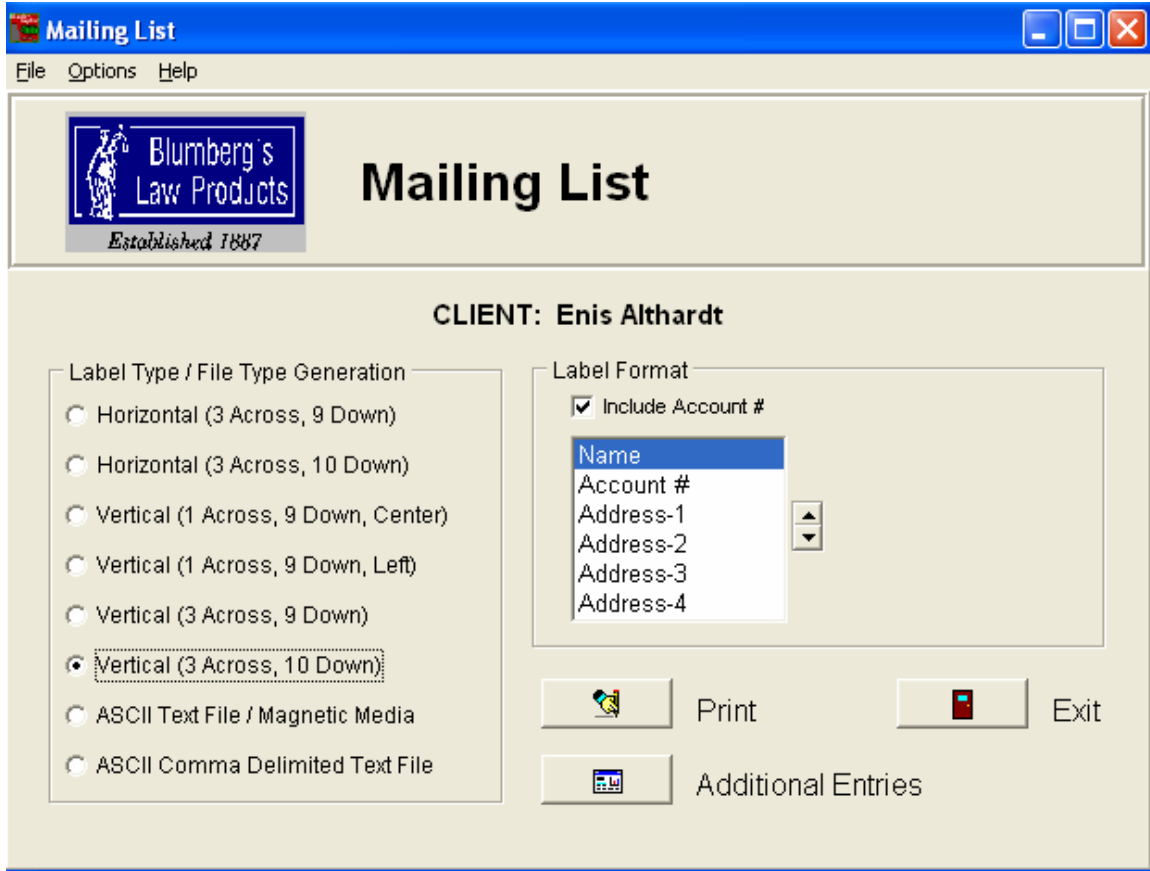 Mailing List
File Options Help
Blumberg's
Law Products
Established 1887
Mailing List
CLIENT: Enis Althardt
Label Type / File Type Generation
Horizontal (3 Across, 9 Down)
Horizontal (3 Across, 10 Down)
Vertical (1 Across, 9 Down, Center)
Vertical (1 Across, 9 Down, Left)
Vertical (3 Across, 9 Down)
Vertical (3 Across, 10 Down)
ASCII Text File / Magnetic Media
ASCII Comma Delimited Text File
Label Format
Include Account #
Name
Account #
Address-1
Address-2
Address-3
Address-4
Print
Exit
Additional Entries